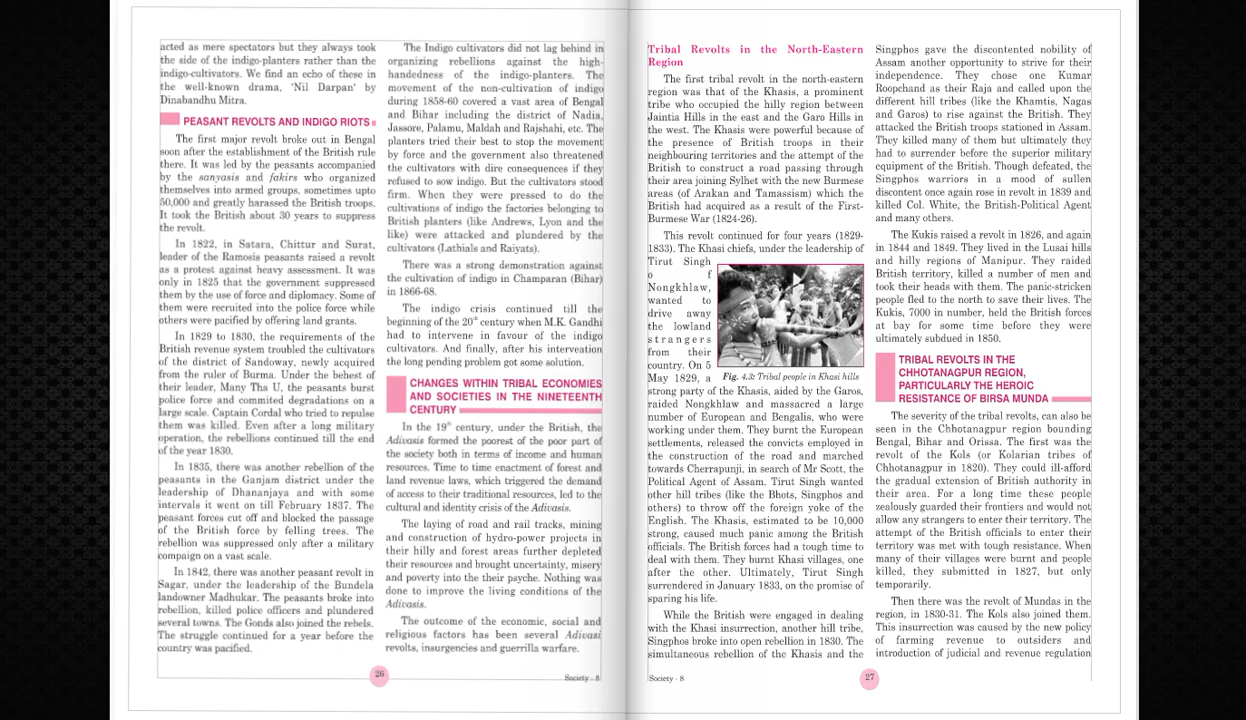 acted as mere spectators but they always took
the side of the indigo-planters rather than the
indigo-cultivators. We find an echo of these in
the well-known drama, 'Nil Darpan' by
Dinabandhu Mitra.
PEASANT REVOLTS AND INDIGO RIOTS
The first major revolt broke out in Bengal
soon after the establishment of the British rule
there. It was led by the peasants accompanied
by the sanyasis and fakirs who organized
themselves into armed groups, sometimes upto
50,000 and greatly harassed the British troops.
It took the British about 30 years to suppress
the revolt.
In 1822, in Satara, Chittur and Surat,
leader of the Ramosis peasants raised a revolt
as a protest against heavy assessment. It was
only in 1825 that the government suppressed
them by the use of force and diplomacy. Some of
them were recruited into the police force while
others were pacified by offering land grants.
In 1829 to 1830, the requirements of the
British revenue system troubled the cultivators
of the district of Sandoway, newly acquired
from the ruler of Burma. Under the behest of
their leader, Many Tha U, the peasants burst
police force and commited degradations on a
large scale. Captain Cordal who tried to repulse
them was killed. Even after a long military
operation, the rebellions continued till the end
of the year 1830.
In 1835, there was another rebellion of the
peasants in the Ganjam district under the
leadership of Dhananjaya and with some
intervals it went on till February 1837. The
peasant forces cut off and blocked the passage
of the British force by felling trees. The
rebellion was suppressed only after a military
compaign on a vast scale.
In 1842, there was another peasant revolt in
Sagar, under the leadership of the Bundela
landowner Madhukar. The peasants broke into
rebellion, killed police officers and plundered
several towns. The Gonds also joined the rebels.
The struggle continued for a year before the
country was pacified.
The Indigo cultivators did not lag behind in
organizing rebellions against the high-
handedness of the indigo-planters. The
movement of the non-cultivation of indigo
during 1858-60 covered a vast area of Bengal
and Bihar including the district of Nadia,
Jassore, Palamu, Maldah and Rajshahi, etc. The
planters tried their best to stop the movement
by force and the government also threatened
the cultivators with dire consequences if they
refused to sow indigo. But the cultivators stood
firm. When they were pressed to do the
cultivations of indigo the factories belonging to
British planters (like Andrews, Lyon and the
like) were attacked and plundered by the
cultivators (Lathials and Raiyats).
There was a strong demonstration against
the cultivation of indigo in Champaran (Bihar)
in 1866-68.
The indigo crisis continued till the
beginning of the 20th century when M.K. Gandhi
had to intervene in favour of the indigo
cultivators. And finally, after his interveation
the long pending problem got some solution.
CHANGES WITHIN TRIBAL ECONOMIES
AND SOCIETIES IN THE NINETEENTH
CENTURY
In the 19th century, under the British, the
Adivasis formed the poorest of the poor part of
the society both in terms of income and human
resources. Time to time enactment of forest and
land revenue laws, which triggered the demand
of access to their traditional resources, led to the
cultural and identity crisis of the Adivasis.
The laying of road and rail tracks, mining
and construction of hydro-power projects in
their hilly and forest areas further depleted
their resources and brought uncertainty, misery
and poverty into the their psyche. Nothing was
done to improve the living conditions of the
Adivasis.
The outcome of the economic, social and
religious factors has been several Adivasi
revolts, insurgencies and guerrilla warfare.
26
Society - 8
Tribal Revolts in the North-Eastern
Region
The first tribal revolt in the north-eastern
region was that of the Khasis, a prominent
tribe who occupied the hilly region between
Jaintia Hills in the east and the Garo Hills in
the west. The Khasis were powerful because of
the presence of British troops in their
neighbouring territories and the attempt of the
British to construct a road passing through
their area joining Sylhet with the new Burmese
areas (of Arakan and Tamassism) which the
British had acquired as a result of the First-
Burmese War (1824-26).
This revolt continued for four years (1829-
1833). The Khasi chiefs, under the leadership of
Tirut Singh
o f
Nongkhlaw,
wanted to
drive away
the lowland
strangers
from their
country. On 5
May 1829, a
Fig. 4.3: Tribal people in Khasi hills
strong party of the Khasis, aided by the Garos,
raided Nongkhlaw and massacred a large
number of European and Bengalis, who were
working under them. They burnt the European
settlements, released the convicts employed in
the construction of the road and marched
towards Cherrapunji, in search of Mr Scott, the
Political Agent of Assam. Tirut Singh wanted
other hill tribes (like the Bhots, Singphos and
others) to throw off the foreign yoke of the
English. The Khasis, estimated to be 10,000
strong, caused much panic among the British
officials. The British forces had a tough time to
deal with them. They burnt Khasi villages, one
after the other. Ultimately, Tirut Singh
surrendered in January 1833, on the promise of
sparing his life.
While the British were engaged in dealing
with the Khasi insurrection, another hill tribe,
Singphos broke into open rebellion in 1830. The
simultaneous rebellion of the Khasis and the
Singphos gave the discontented nobility of
Assam another opportunity to strive for their
independence. They chose one Kumar
Roopchand as their Raja and called upon the
different hill tribes (like the Khamtis, Nagas
and Garos) to rise against the British. They
attacked the British troops stationed in Assam.
They killed many of them but ultimately they
had to surrender before the superior military
equipment of the British. Though defeated, the
Singphos warriors in a mood of sullen
discontent once again rose in revolt in 1839 and
killed Col. White, the British-Political Agent
and many others.
The Kukis raised a revolt in 1826, and again
in 1844 and 1849. They lived in the Lusai hills
and hilly regions of Manipur. They raided
British territory, killed a number of men and
took their heads with them. The panic-stricken
people fled to the north to save their lives. The
Kukis, 7000 in number, held the British forces
at bay for some time before they were
ultimately subdued in 1850.
TRIBAL REVOLTS IN THE
CHHOTANAGPUR REGION,
PARTICULARLY THE HEROIC
RESISTANCE OF BIRSA MUNDA
The severity of the tribal revolts, can also be
seen in the Chhotanagpur region bounding
Bengal, Bihar and Orissa. The first was the
revolt of the Kols (or Kolarian tribes of
Chhotanagpur in 1820). They could ill-afford
the gradual extension of British authority in
their area. For a long time these people
zealously guarded their frontiers and would not
allow any strangers to enter their territory. The
attempt of the British officials to enter their
territory was met with tough resistance. When
many of their villages were burnt and people
killed, they submitted in 1827, but only
temporarily.
Then there was the revolt of Mundas in the
region, in 1830-31. The Kols also joined them.
This insurrection was caused by the new policy
of farming revenue to outsiders and
introduction of judicial and revenue regulation
Society - 8
27